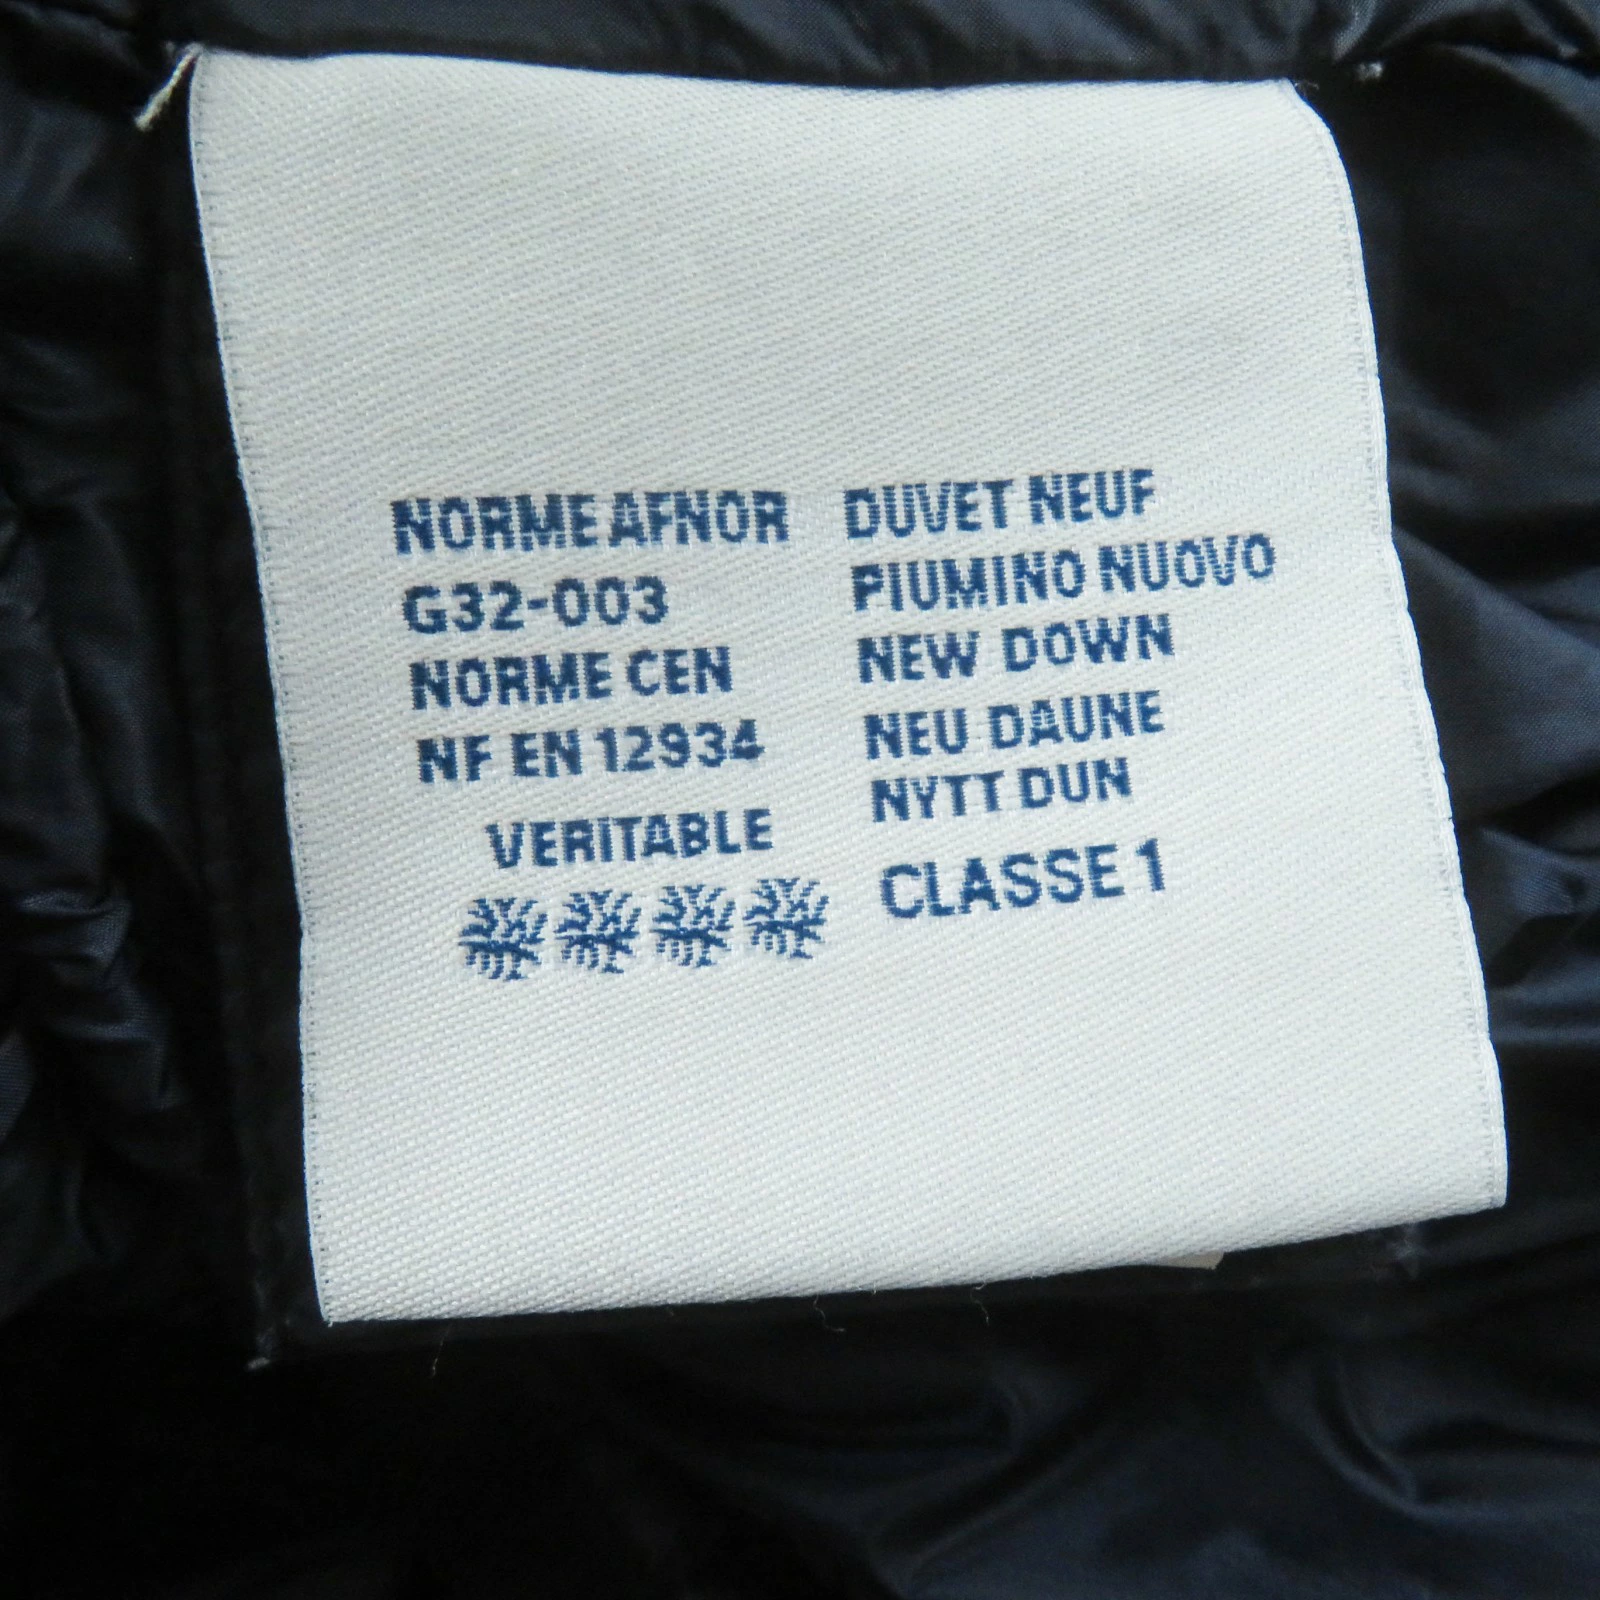 NORME AFNOR
G32-003
NORME CEN
NF EN 12934
VERITABLE
DUVET NEUF
PIUMINO NUOVO
NEW DOWN
NEU DAUNE
NYTT DUN
CLASSE 1